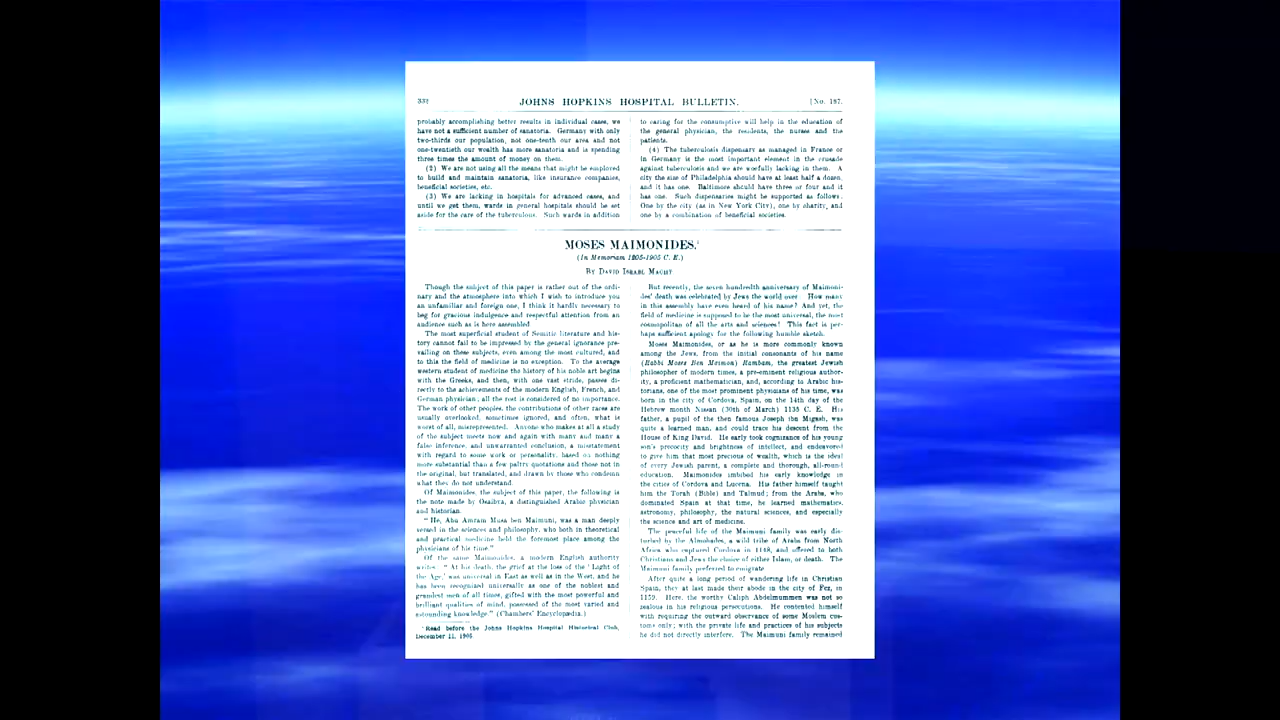 332 JOHNS HOPKINS HOSPITAL BULLETIN. [No. 187.
probably accomplishing better results in individual cases, we
have not a sufficient number of sanatoria. Germany with only
two-thirds our population, not one-tenth our area and not
one-twentieth our wealth has more sanatoria and is spending
three times the amount of money on them.
(2) We are not using all the means that might be employed
to build and maintain sanatoria, like insurance companies,
beneficial societies, etc.
(3) We are lacking in hospitals for advanced cases, and
until we get them, wards in general hospitals should be set
aside for the care of the tuberculous. Such wards in addition
to caring for the consumptive will help in the education of
the general physician, the residents, the nurses and the
patients.
(4) The tuberculosis dispensary as managed in France or
in Germany is the most important element in the crusade
against tuberculosis and we are woefully lacking in them. A
city the size of Philadelphia should have at least half a dozen,
and it has one. Baltimore should have three or four and it
has one. Such dispensaries might be supported as follows:
One by the city (as in New York City), one by charity, and
one by a combination of beneficial societies.
MOSES MAIMONIDES.¹
(In Memoriam 1205-1905 C. E.)
By David Israel Macht
Though the subject of this paper is rather out of the ordi-
nary and the atmosphere into which I wish to introduce you
an unfamiliar and foreign one, I think it hardly necessary to
beg for gracious indulgence and respectful attention from an
audience such as is here assembled.
The most superficial student of Semitic literature and his-
tory cannot fail to be impressed by the general ignorance pre-
vailing on these subjects, even among the most cultured, and
to this the field of medicine is no exception. To the average
western student of medicine the history of his noble art begins
with the Greeks, and then, with one vast stride, passes di-
rectly to the achievements of the modern English, French, and
German physician; all the rest is considered of no importance.
The work of other peoples, the contributions of other races are
usually overlooked, sometimes ignored, and often, what is
worst of all, misrepresented. Anyone who makes at all a study
of the subject meets now and again with many and many a
false inference, and unwarranted conclusion, a misstatement
with regard to some work or personality, based on nothing
more substantial than a few paltry quotations and those not in
the original, but translated, and drawn by those who condemn
what they do not understand.
Of Maimonides, the subject of this paper, the following is
the note made by Osaibra, a distinguished Arabic physician
and historian.
"He, Abu Amram Musa ben Maimuni, was a man deeply
versed in the sciences and philosophy, who both in theoretical
and practical medicine held the foremost place among the
physicians of his time."
Of the same Maimonides, a modern English authority
writes: "At his death, the grief at the loss of the 'Light of
the Age,' was universal in East as well as in the West, and he
has been recognized universally as one of the noblest and
grandest men of all times, gifted with the most powerful and
brilliant qualities of mind, possessed of the most varied and
astounding knowledge." (Chambers' Encyclopædia.)
¹ Read before the Johns Hopkins Hospital Historical Club,
December 11, 1905.
But recently, the seven hundredth anniversary of Maimoni-
des' death was celebrated by Jews the world over. How many
in this assembly have even heard of his name? And yet, the
field of medicine is supposed to be the most universal, the most
cosmopolitan of all the arts and sciences! This fact is per-
haps sufficient apology for the following humble sketch.
Moses Maimonides, or as he is more commonly known
among the Jews, from the initial consonants of his name
(Rabbi Moses Ben Maimon) Rambam, the greatest Jewish
philosopher of modern times, a pre-eminent religious author-
ity, a proficient mathematician, and, according to Arabic his-
torians, one of the most prominent physicians of his time, was
born in the city of Cordova, Spain, on the 14th day of the
Hebrew month Nissan (30th of March) 1135 C. E. His
father, a pupil of the then famous Joseph ibn Migash, was
quite a learned man, and could trace his descent from the
House of King David. He early took cognizance of his young
son's precocity and brightness of intellect, and endeavored
to give him that most precious of wealth, which is the ideal
of every Jewish parent, a complete and thorough, all-round
education. Maimonides imbibed his early knowledge in
the cities of Cordova and Lucena. His father himself taught
him the Torah (Bible) and Talmud; from the Arabs, who
dominated Spain at that time, he learned mathematics,
astronomy, philosophy, the natural sciences, and especially
the science and art of medicine.
The peaceful life of the Maimuni family was early dis-
turbed by the Almohades, a wild tribe of Arabs from North
Africa who captured Cordova in 1148, and offered to both
Christians and Jews the choice of either Islam, or death. The
Maimuni family preferred to emigrate.
After quite a long period of wandering life in Christian
Spain, they at last made their abode in the city of Fez, in
1159. Here, the worthy Caliph Abdelmummen was not so
zealous in his religious persecutions. He contented himself
with requiring the outward observance of some Moslem cus-
toms only; with the private life and practices of his subjects
he did not directly interfere. The Maimuni family remained